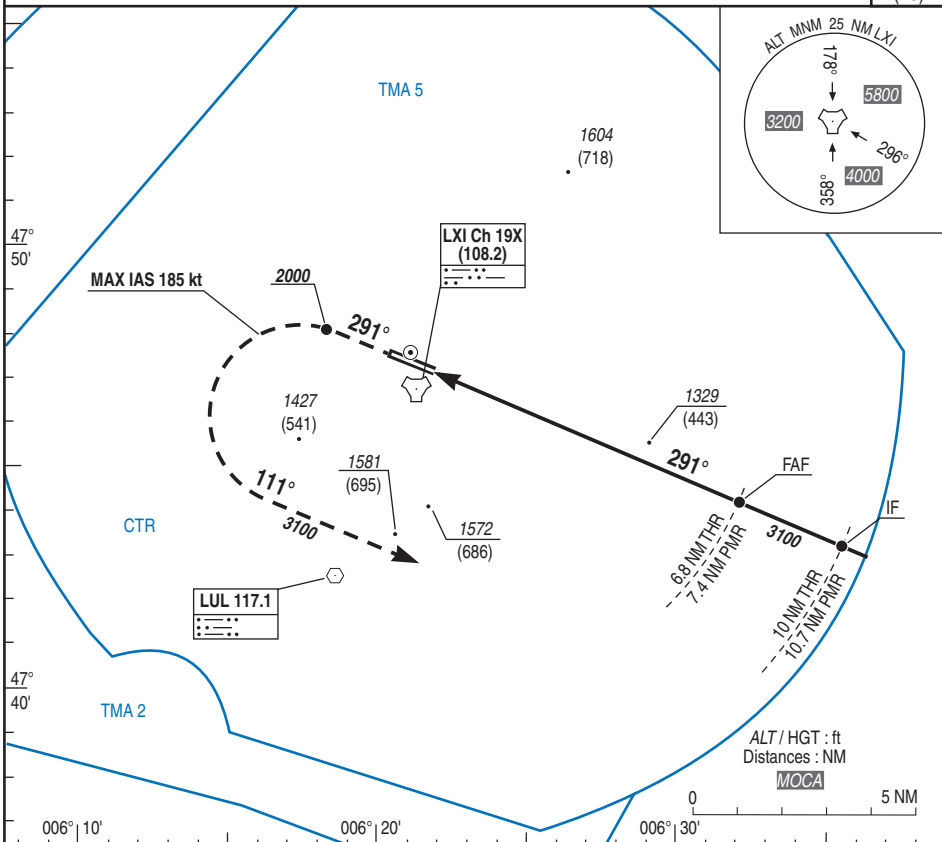 ALT MNM 25 NM LXI
178°
5800
3200
296°
358°
4000
TMA 5
1604
(718)
47°
50'
LXI Ch 19X
(108.2)
MAX IAS 185 kt
2000
291°
1427
(541)
1329
(443)
291°
FAF
1581
(695)
111°
3100
IF
3100
CTR
1572
(686)
6.8 NM THR
7.4 NM PMR
10 NM THR
10.7 NM PMR
LUL 117.1
47°
40'
TMA 2
ALT / HGT : ft
Distances : NM
MOCA
0 5 NM
006° 10' 006° 20' 006° 30'